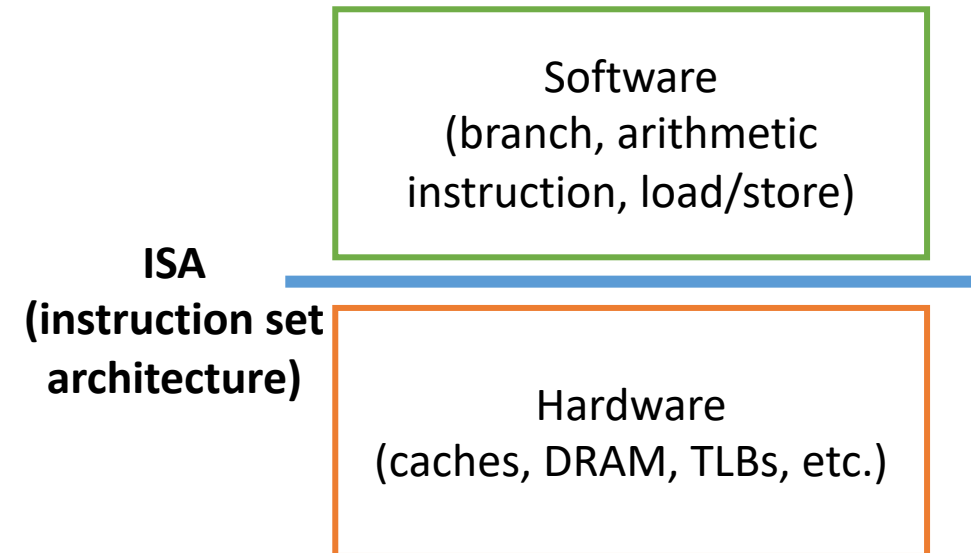 Software
(branch, arithmetic
instruction, load/store)
ISA
(instruction set
architecture)
Hardware
(caches, DRAM, TLBs, etc.)